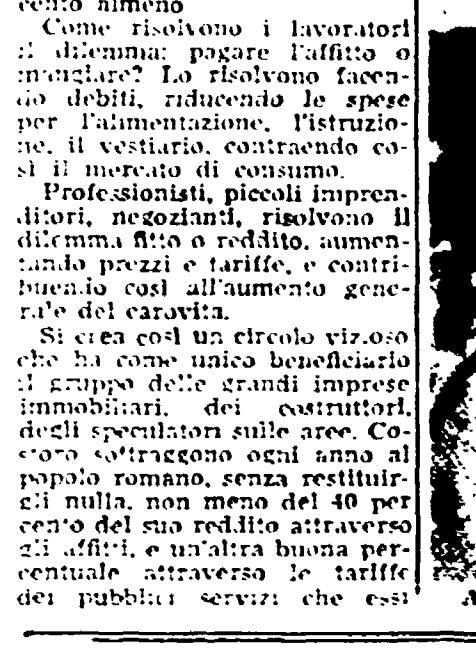 cento nimeno
Come risolvono i lavoratori
il dilemma: pagare l'affitto o
mangiare? Lo risolvono facen-
do debiti, riducendo le spese
per l'alimentazione, l'istruzio-
ne, il vestiario, contraendo co-
sì il mercato di consumo.
Professionisti, piccoli impren-
ditori, negozianti, risolvono il
dilemma fitto o reddito, aumen-
tando prezzi e tariffe, e contri-
buendo così all'aumento gene-
rale del carovita.
Si crea così un circolo vizioso
che ha come unico beneficiario
il gruppo delle grandi imprese
immobiliari, dei costruttori,
degli speculatori sulle aree. Co-
storo sottraggono ogni anno al
popolo romano, senza restituir-
gli nulla, non meno del 40 per
cento del suo reddito attraverso
gli affitti, e un'altra buona per-
centuale attraverso le tariffe
dei pubblici servizi che essi